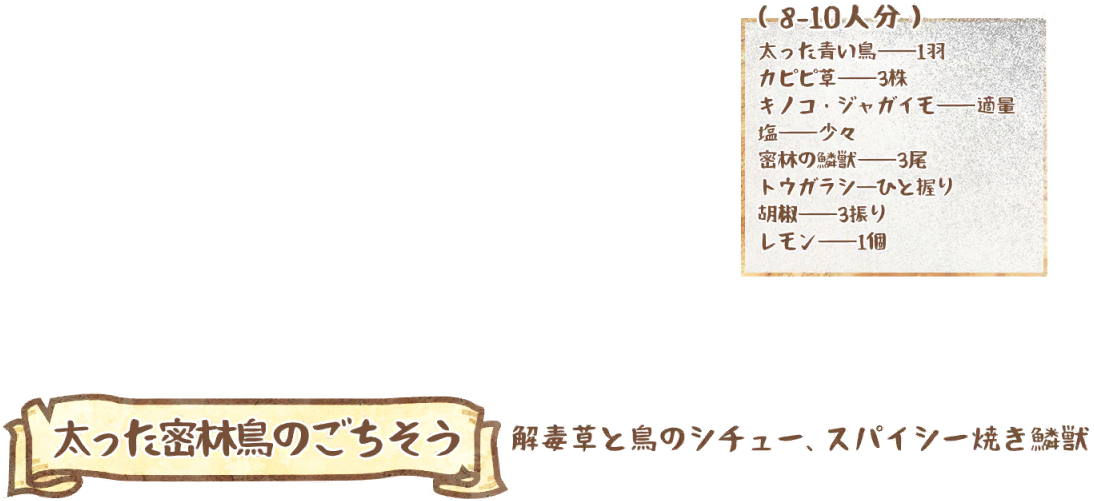 (8-10人分)
太った青い鳥――1羽
カピピ草――3株
キノコ・ジャガイモ――適量
塩――少々
密林の鱗獣――3尾
トウガラシ―ひと握り
胡椒――3振り
レモン――1個
太った密林鳥のごちそう
解毒草と鳥のシチュー、スパイシー焼き鱗獣